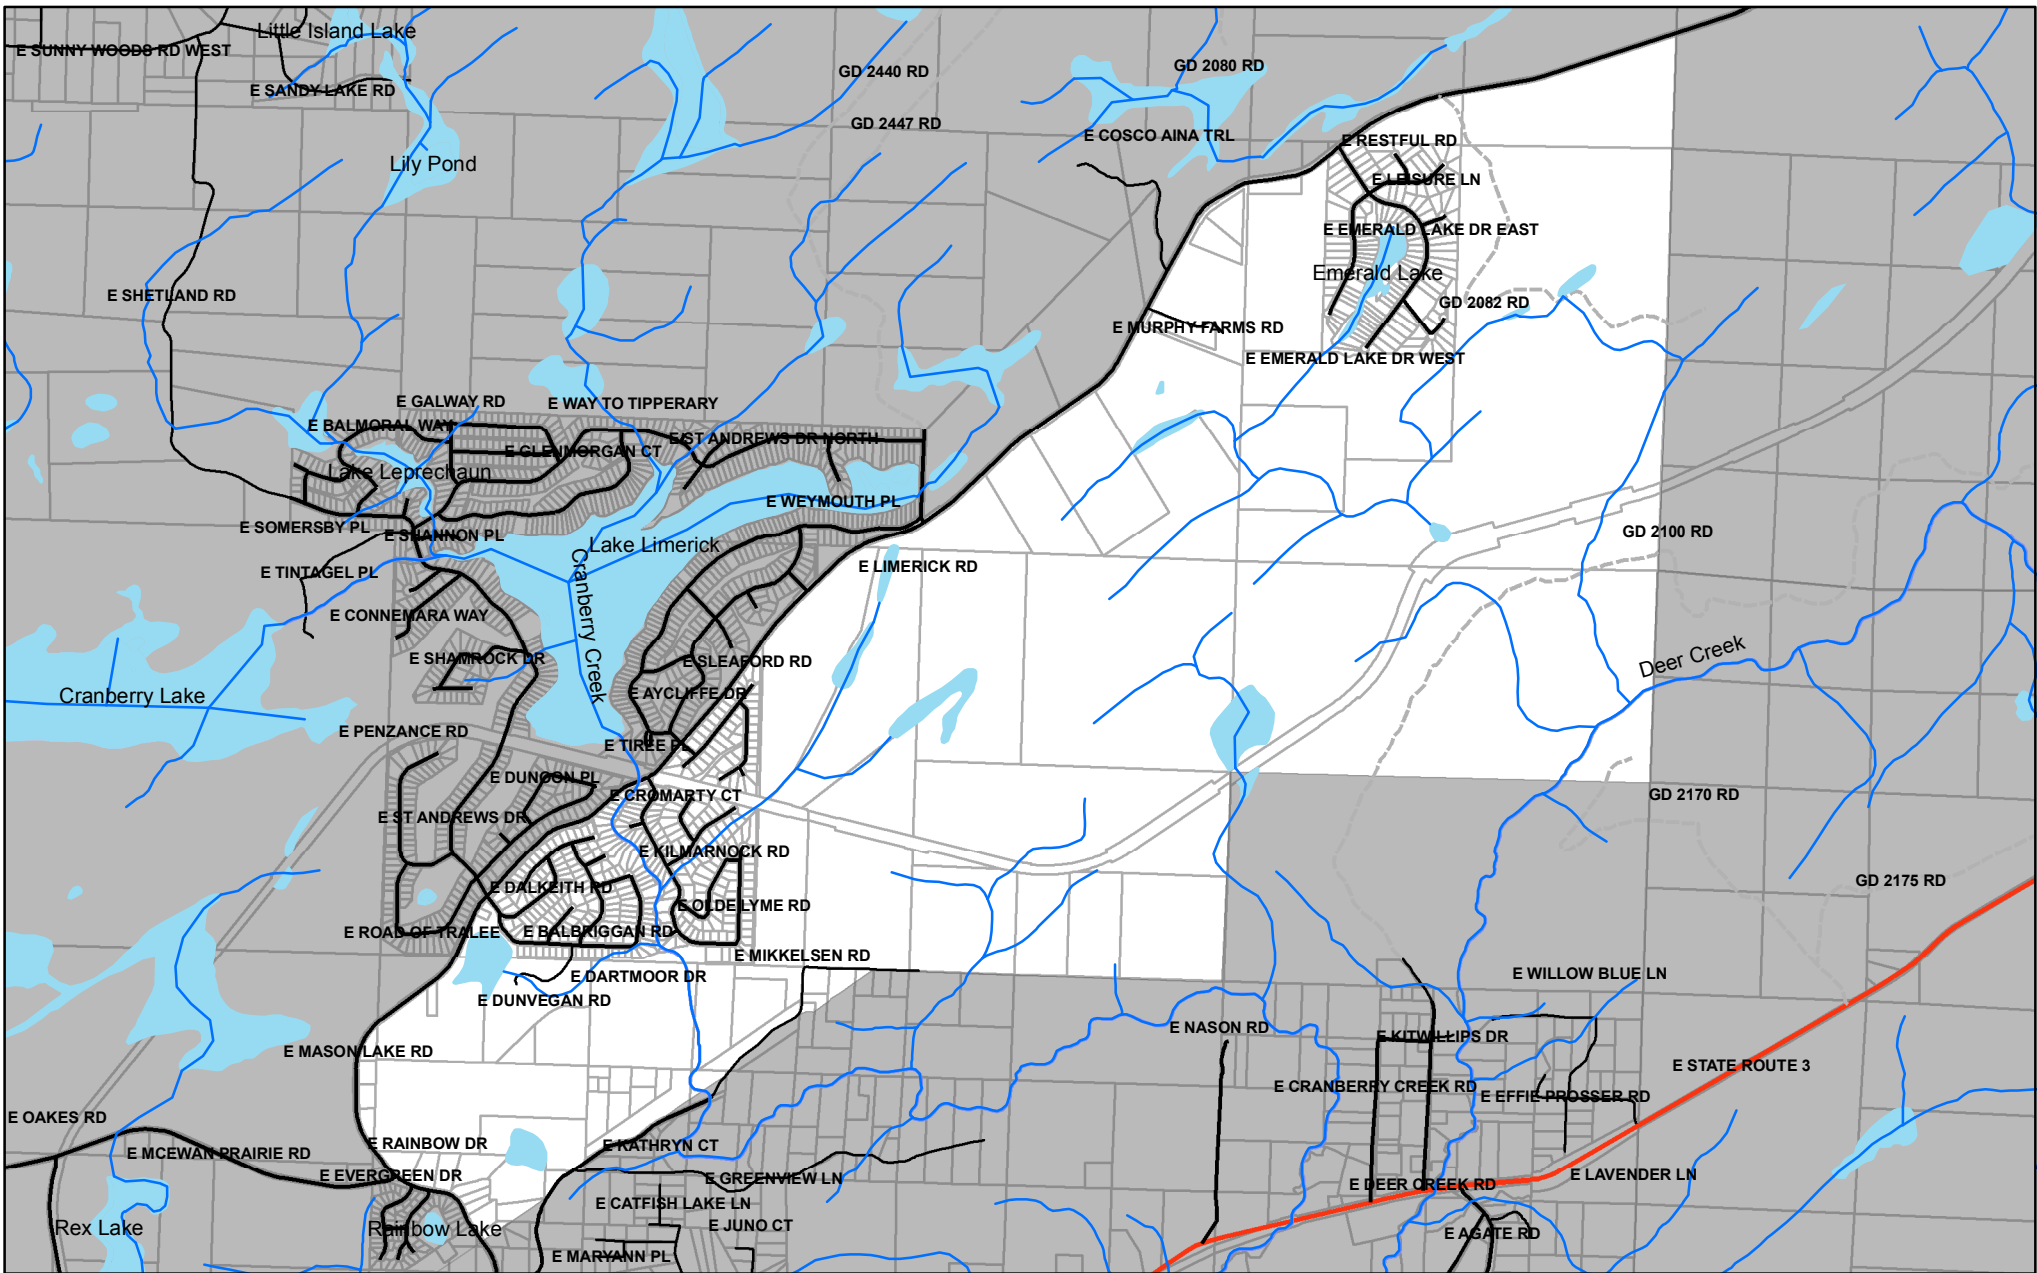 Little Island Lake
E SUNNY WOODS RD WEST
GD 2440 RD
GD 2080 RD
E SANDY LAKE RD
GD 2447 RD
E COSCO AINA TRL
E RESTFUL RD
Lily Pond
E LEISURE LN
E EMERALD LAKE DR EAST
Emerald Lake
E SHETLAND RD
GD 2082 RD
E MURPHY FARMS RD
E EMERALD LAKE DR WEST
E GALWAY RD
E WAY TO TIPPERARY
E BALMORAL WAY
E ST ANDREWS DR NORTH
E GLENMORGAN CT
Lake Leprechaun
E WEYMOUTH PL
E SOMERSBY PL
E SHANNON PL
GD 2100 RD
Lake Limerick
E LIMERICK RD
E TINTAGEL PL
Cranberry Creek
E CONNEMARA WAY
E SHAMROCK DR
E SLEAFORD RD
Deer Creek
Cranberry Lake
E AYCLIFFE DR
E PENZANCE RD
E TIREE PL
E DUNOON PL
E CROMARTY CT
GD 2170 RD
E ST ANDREWS DR
E KILMARNOCK RD
E DALKEITH RD
GD 2175 RD
E OLDE LYME RD
E ROAD OF TRALEE
E BALBRIGGAN RD
E MIKKELSEN RD
E DARTMOOR DR
E WILLOW BLUE LN
E DUNVEGAN RD
E NASON RD
E KITWILLIPS DR
E MASON LAKE RD
E STATE ROUTE 3
E CRANBERRY CREEK RD
E EFFIE PROSSER RD
E OAKES RD
E RAINBOW DR
E KATHRYN CT
E MCEWAN PRAIRIE RD
E EVERGREEN DR
E GREENVIEW LN
E LAVENDER LN
E DEER CREEK RD
E CATFISH LAKE LN
Rex Lake
Rainbow Lake
E JUNO CT
E AGATE RD
E MARYANN PL